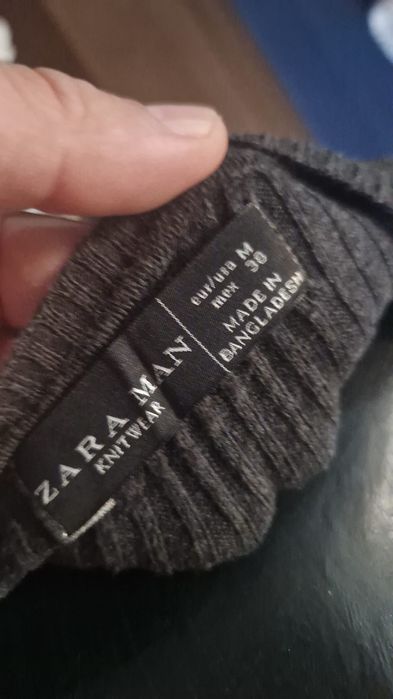 ZARA MAN
KNITWEAR
eur/usa M
mex 38
MADE IN
BANGLADESH